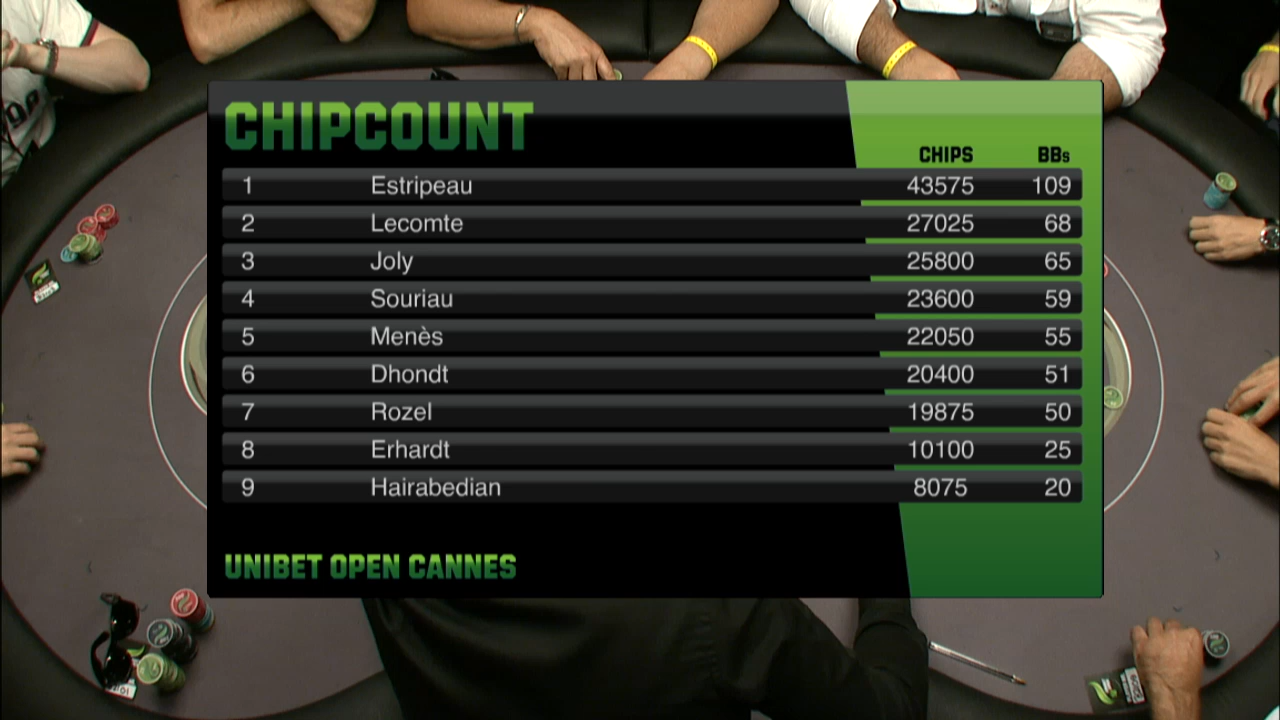 CHIPCOUNT
CHIPS BBs
1 Estripeau 43575 109
2 Lecomte 27025 68
3 Joly 25800 65
4 Souriau 23600 59
5 Menès 22050 55
6 Dhondt 20400 51
7 Rozel 19875 50
8 Erhardt 10100 25
9 Hairabedian 8075 20
UNIBET OPEN CANNES